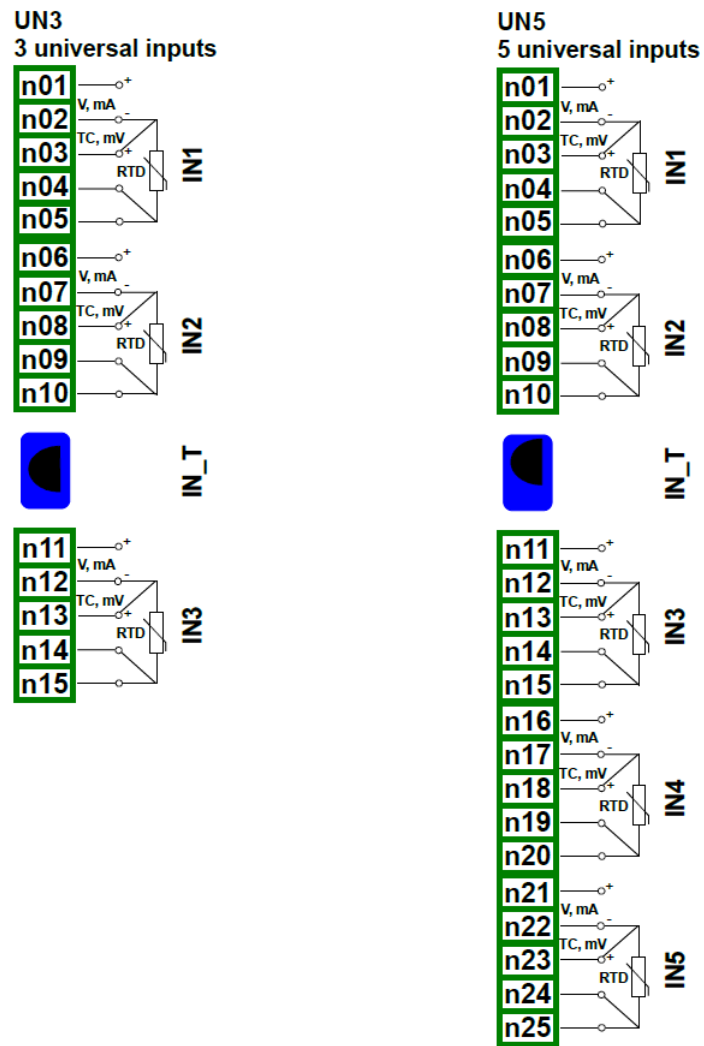 UN3
3 universal inputs
n01
+
V, mA
n02
-
TC, mV
n03
+
RTD
n04
n05
IN1
n06
+
V, mA
n07
-
TC, mV
n08
+
RTD
n09
n10
IN2
IN_T
n11
+
V, mA
n12
-
TC, mV
n13
+
RTD
n14
n15
IN3
UN5
5 universal inputs
n01
+
V, mA
n02
-
TC, mV
n03
+
RTD
n04
n05
IN1
n06
+
V, mA
n07
-
TC, mV
n08
+
RTD
n09
n10
IN2
IN_T
n11
+
V, mA
n12
-
TC, mV
n13
+
RTD
n14
n15
IN3
n16
+
V, mA
n17
-
TC, mV
n18
+
RTD
n19
n20
IN4
n21
+
V, mA
n22
-
TC, mV
n23
+
RTD
n24
n25
IN5